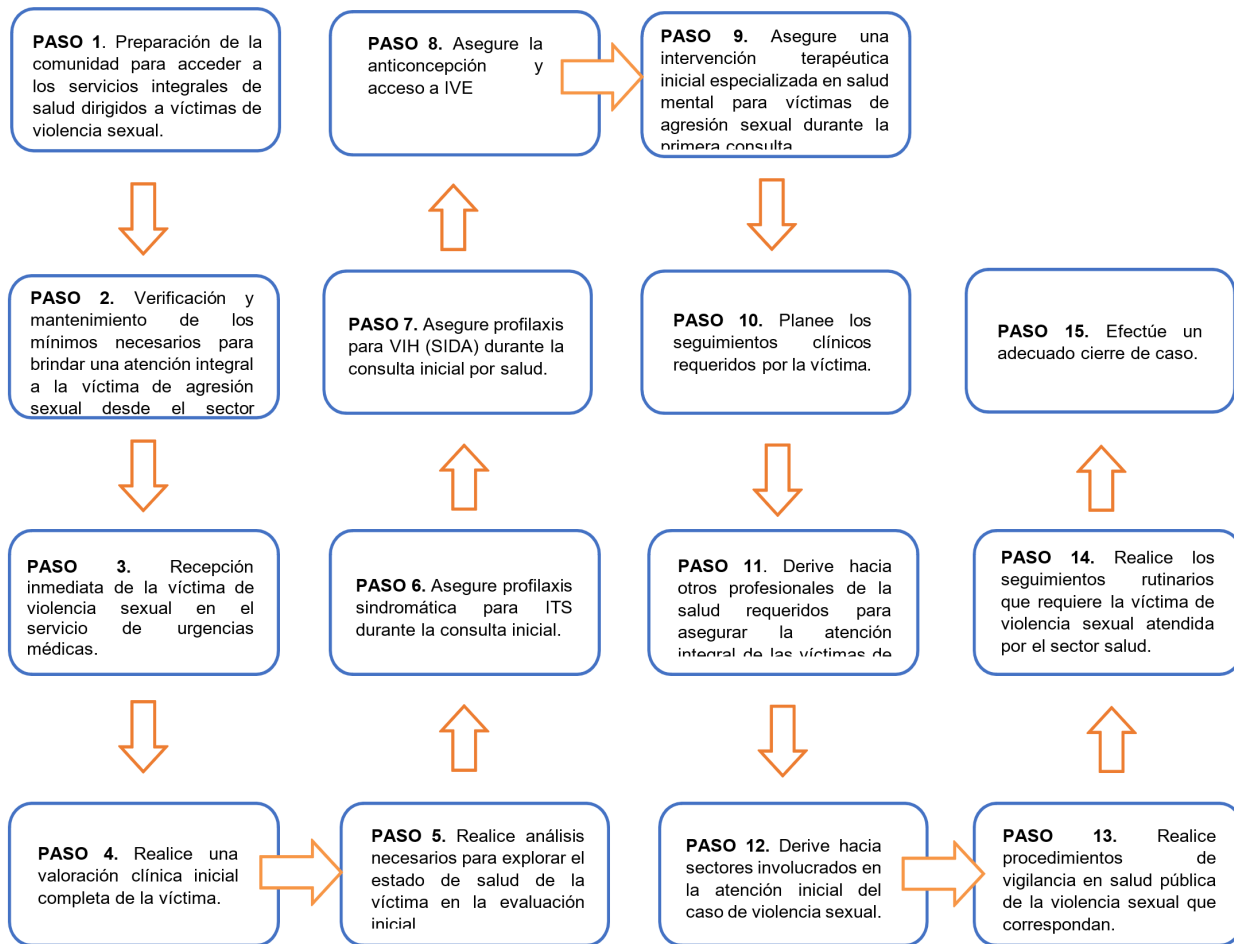 PASO 1. Preparación de la
comunidad para acceder a
los servicios integrales de
salud dirigidos a víctimas de
violencia sexual.
PASO 2. Verificación y
mantenimiento de los
mínimos necesarios para
brindar una atención integral
a la víctima de agresión
sexual desde el sector
PASO 3. Recepción
inmediata de la víctima de
violencia sexual en el
servicio de urgencias
médicas.
PASO 4. Realice una
valoración clínica inicial
completa de la víctima.
PASO 5. Realice análisis
necesarios para explorar el
estado de salud de la
víctima en la evaluación
inicial
PASO 6. Asegure profilaxis
sindromática para ITS
durante la consulta inicial.
PASO 7. Asegure profilaxis
para VIH (SIDA) durante la
consulta inicial por salud.
PASO 8. Asegure la
anticoncepción y
acceso a IVE
PASO 9. Asegure una
intervención terapéutica
inicial especializada en salud
mental para víctimas de
agresión sexual durante la
primera consulta
PASO 10. Planee los
seguimientos clínicos
requeridos por la víctima.
PASO 11. Derive hacia
otros profesionales de la
salud requeridos para
asegurar la atención
integral de las víctimas de
PASO 12. Derive hacia
sectores involucrados en
la atención inicial del
caso de violencia sexual.
PASO 13. Realice
procedimientos de
vigilancia en salud pública
de la violencia sexual que
correspondan.
PASO 14. Realice los
seguimientos rutinarios
que requiere la víctima de
violencia sexual atendida
por el sector salud.
PASO 15. Efectúe un
adecuado cierre de caso.